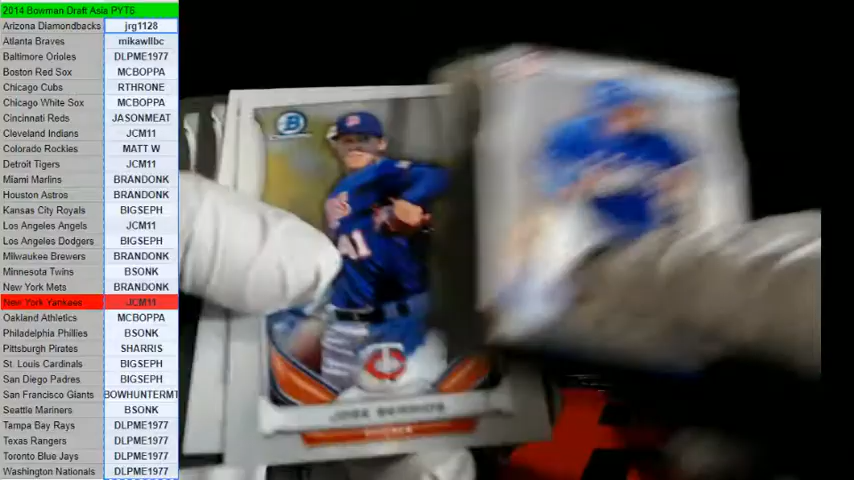 2014 Bowman Draft Asia PYT5
Arizona Diamondbacks jrg1128
Atlanta Braves mikawllbc
Baltimore Orioles DLPME1977
Boston Red Sox MCBOPPA
Chicago Cubs RTHRONE
Chicago White Sox MCBOPPA
Cincinnati Reds JASONMEAT
Cleveland Indians JCM11
Colorado Rockies MATT W
Detroit Tigers JCM11
Miami Marlins BRANDONK
Houston Astros BRANDONK
Kansas City Royals BIGSEPH
Los Angeles Angels JCM11
Los Angeles Dodgers BIGSEPH
Milwaukee Brewers BRANDONK
Minnesota Twins BSONK
New York Mets BRANDONK
New York Yankees JCM11
Oakland Athletics MCBOPPA
Philadelphia Phillies BSONK
Pittsburgh Pirates SHARRIS
St. Louis Cardinals BIGSEPH
San Diego Padres BIGSEPH
San Francisco Giants BOWHUNTERMT
Seattle Mariners BSONK
Tampa Bay Rays DLPME1977
Texas Rangers DLPME1977
Toronto Blue Jays DLPME1977
Washington Nationals DLPME1977
B
41
JOSE BERRIOS